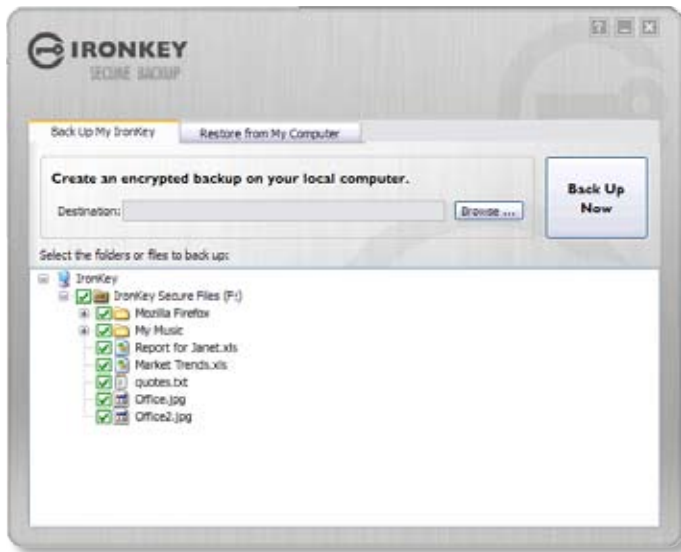 IRONKEY
SECURE BACKUP
Back Up My IronKey
Restore from My Computer
Create an encrypted backup on your local computer.
Destination:
Browse ...
Back Up
Now
Select the folders or files to back up:
IronKey
IronKey Secure Files (F:)
Mozilla Firefox
My Music
Report for Janet.xls
Market Trends.xls
quotes.txt
Office.jpg
Office2.jpg